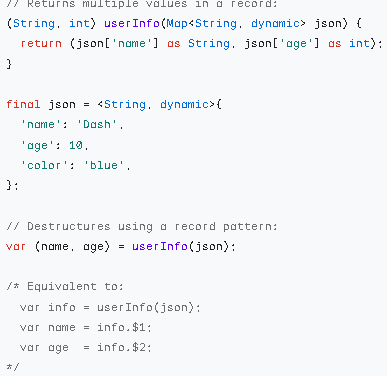 // Returns multiple values in a record:
(String, int) userInfo(Map<String, dynamic> json) {
  return (json['name'] as String, json['age'] as int);
}

final json = <String, dynamic>{
  'name': 'Dash',
  'age': 10,
  'color': 'blue',
};

// Destructures using a record pattern:
var (name, age) = userInfo(json);

/* Equivalent to:
  var info = userInfo(json);
  var name = info.$1;
  var age  = info.$2;
*/